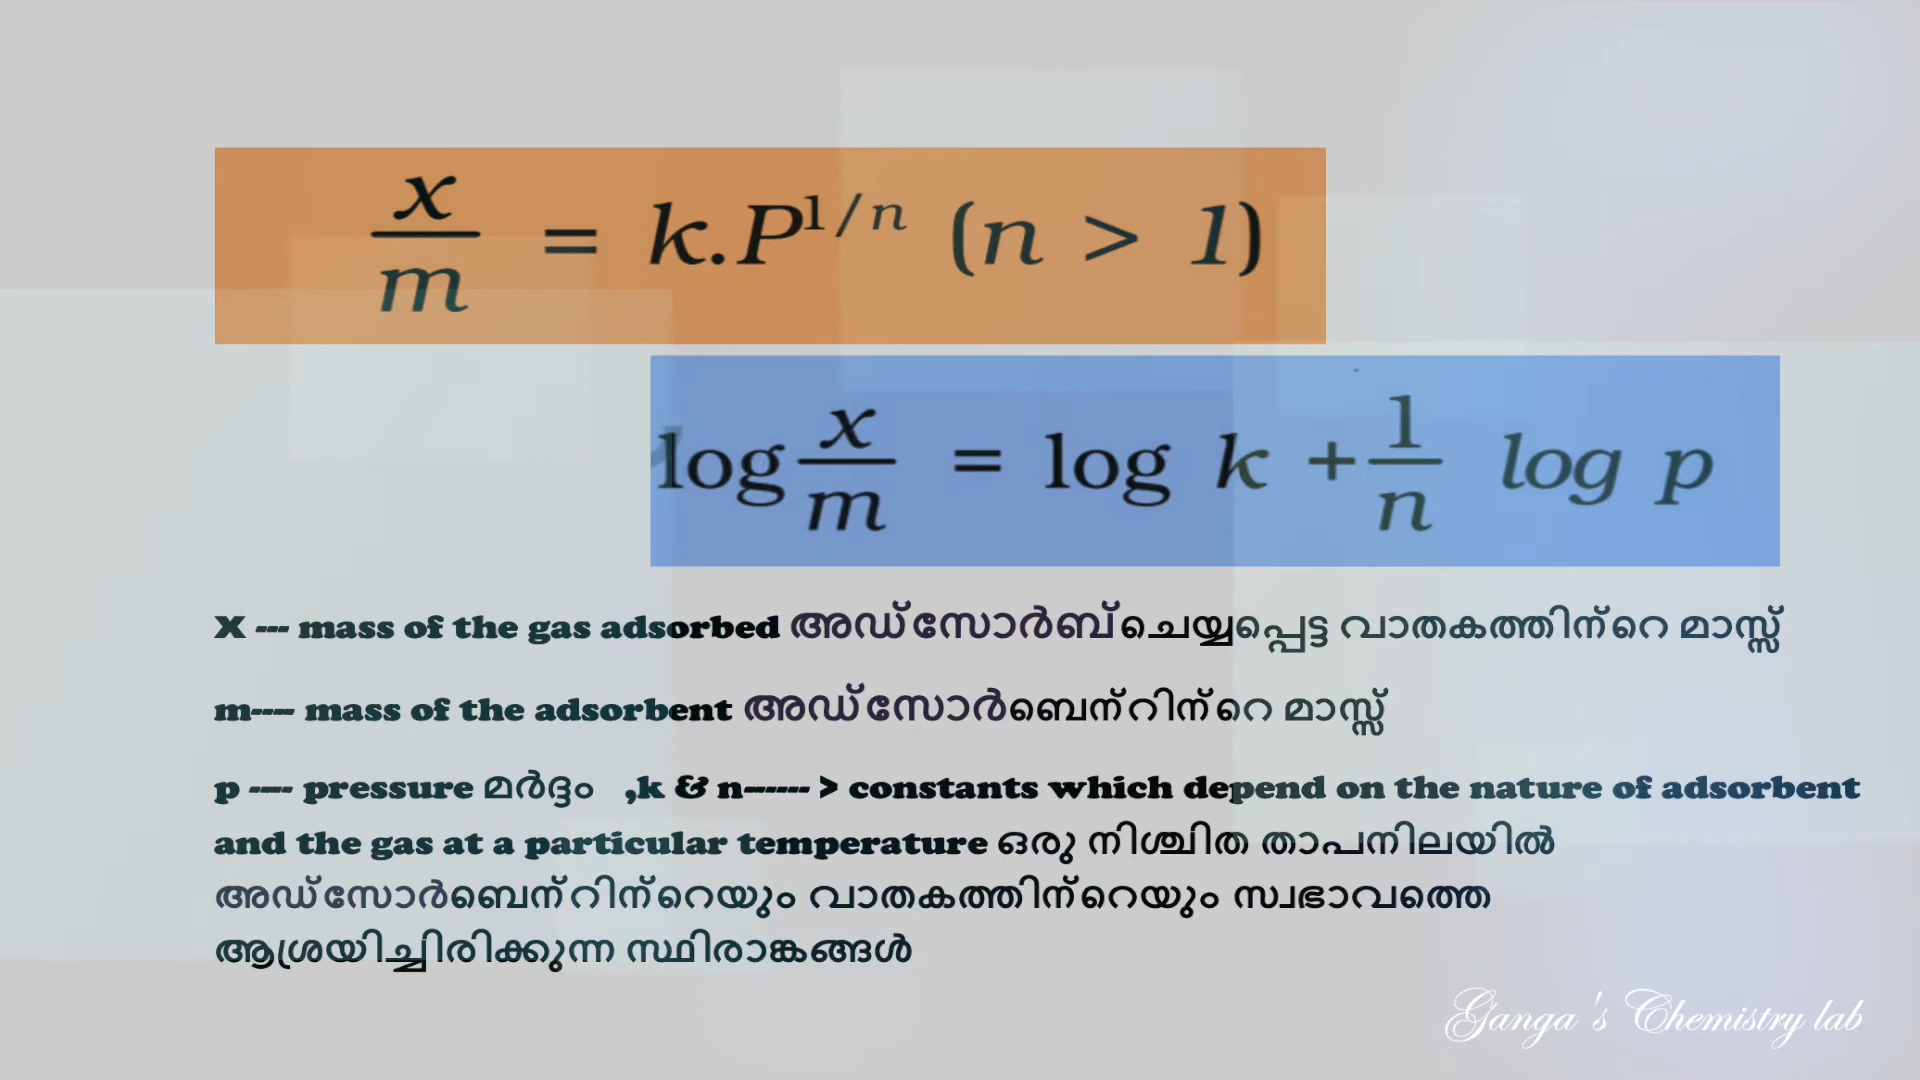 x/m = k.P^1/n (n > 1)
log x/m = log k + 1/n log p
X --- mass of the gas adsorbed അഡ്സോർബ് ചെയ്യപ്പെട്ട വാതകത്തിന്റെ മാസ്സ്
m---- mass of the adsorbent അഡ്സോർബെന്റിന്റെ മാസ്സ്
p ---- pressure മർദ്ദം ,k & n------ > constants which depend on the nature of adsorbent
and the gas at a particular temperature ഒരു നിശ്ചിത താപനിലയിൽ
അഡ്സോർബെന്റിന്റെയും വാതകത്തിന്റെയും സ്വഭാവത്തെ
ആശ്രയിച്ചിരിക്കുന്ന സ്ഥിരാങ്കങ്ങൾ
Ganga's Chemistry lab